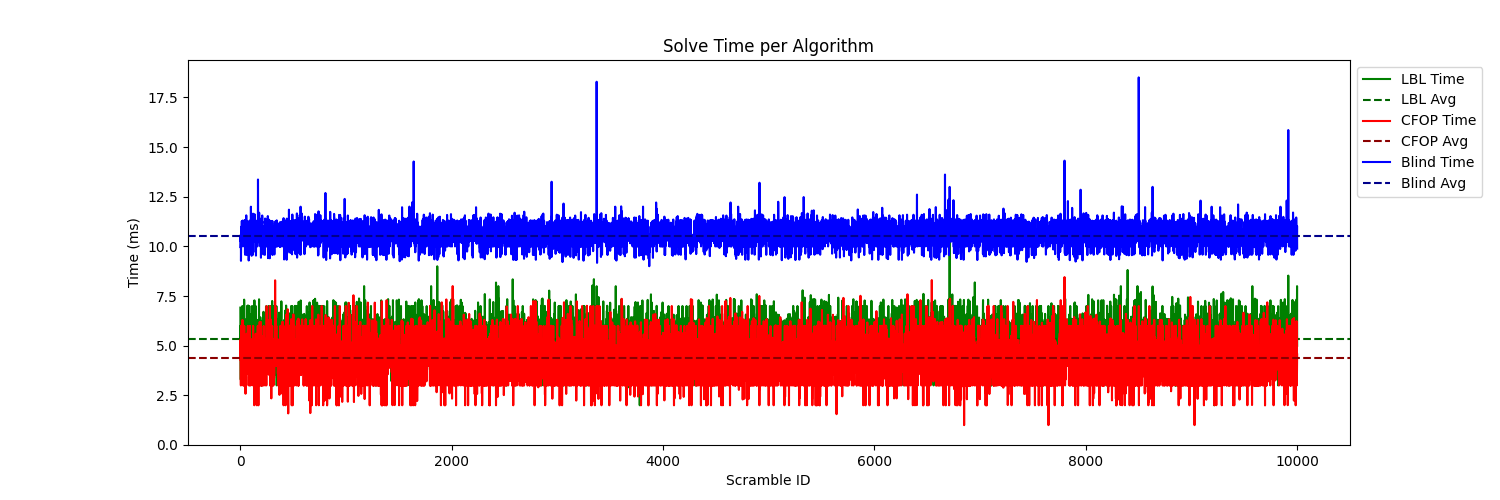 Solve Time per Algorithm
17.5
15.0
12.5
10.0
7.5
5.0
2.5
0.0
Time (ms)
0 2000 4000 6000 8000 10000
Scramble ID
LBL Time
LBL Avg
CFOP Time
CFOP Avg
Blind Time
Blind Avg